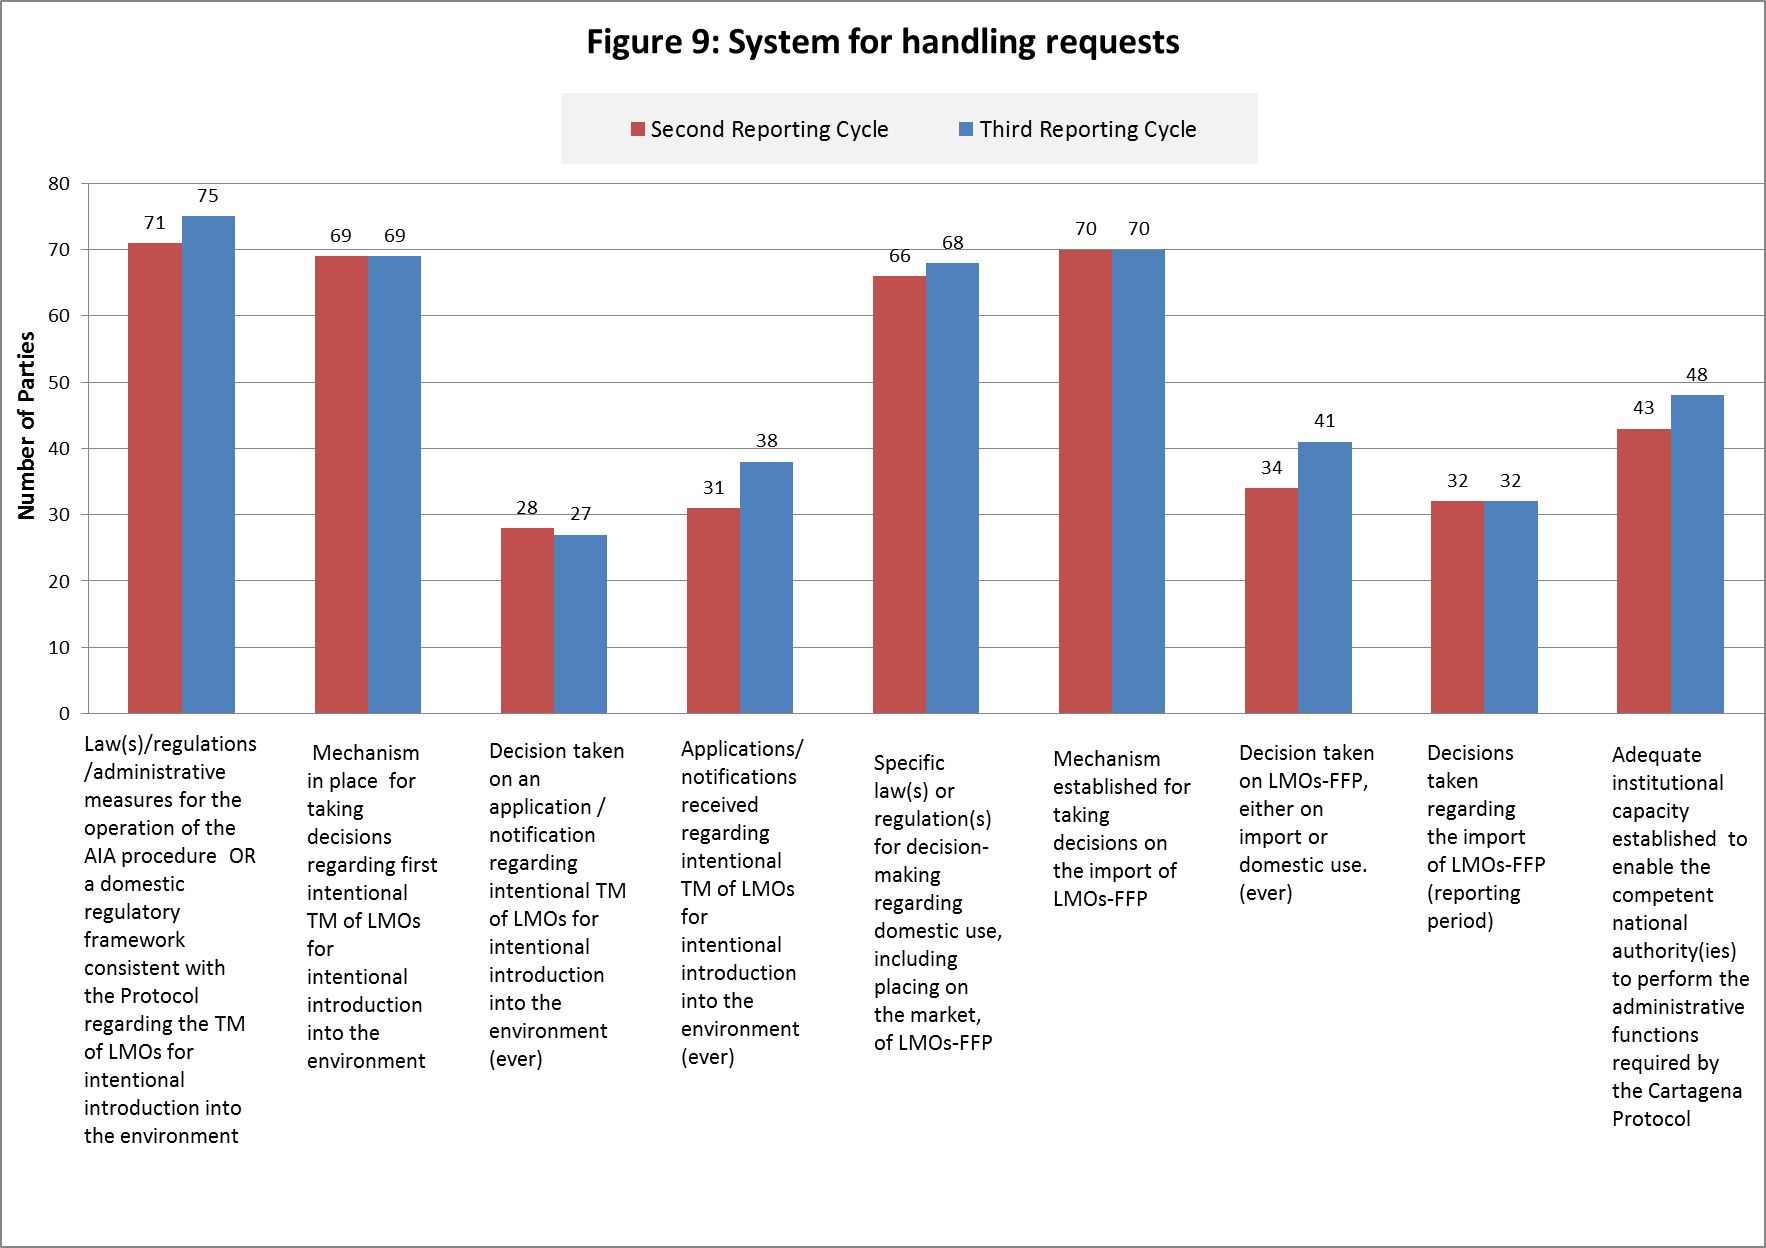 Figure 9: System for handling requests
Second Reporting Cycle
Third Reporting Cycle
Number of Parties
80
70
60
50
40
30
20
10
0
71
75
69
69
28
27
31
38
66
68
70
70
34
41
32
32
43
48
Law(s)/regulations
/administrative
measures for the
operation of the
AIA procedure OR
a domestic
regulatory
framework
consistent with
the Protocol
regarding the TM
of LMOs for
intentional
introduction into
the environment
Mechanism
in place for
taking
decisions
regarding first
intentional
TM of LMOs
for
intentional
introduction
into the
environment
Decision taken
on an
application /
notification
regarding
intentional TM
of LMOs for
intentional
introduction
into the
environment
(ever)
Applications/
notifications
received
regarding
intentional
TM of LMOs
for
intentional
introduction
into the
environment
(ever)
Specific
law(s) or
regulation(s)
for decision-
making
regarding
domestic use,
including
placing on
the market,
of LMOs-FFP
Mechanism
established for
taking
decisions on
the import of
LMOs-FFP
Decision taken
on LMOs-FFP,
either on
import or
domestic use.
(ever)
Decisions
taken
regarding
the import
of LMOs-FFP
(reporting
period)
Adequate
institutional
capacity
established to
enable the
competent
national
authority(ies)
to perform the
administrative
functions
required by
the Cartagena
Protocol